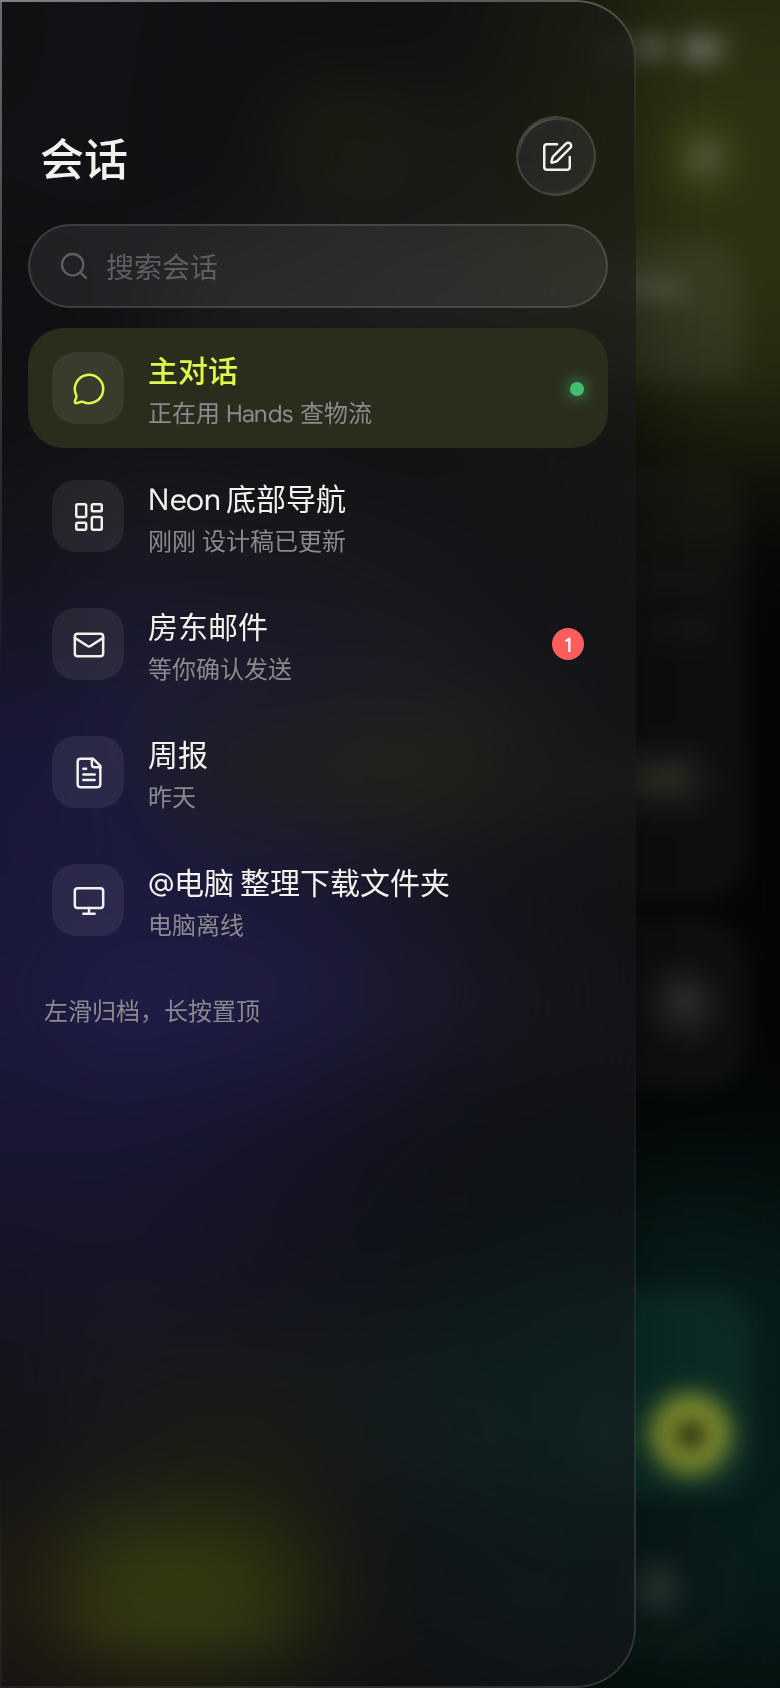 会话
搜索会话
主对话
正在用 Hands 查物流
Neon 底部导航
刚刚 设计稿已更新
房东邮件
等你确认发送
1
周报
昨天
@电脑 整理下载文件夹
电脑离线
左滑归档，长按置顶